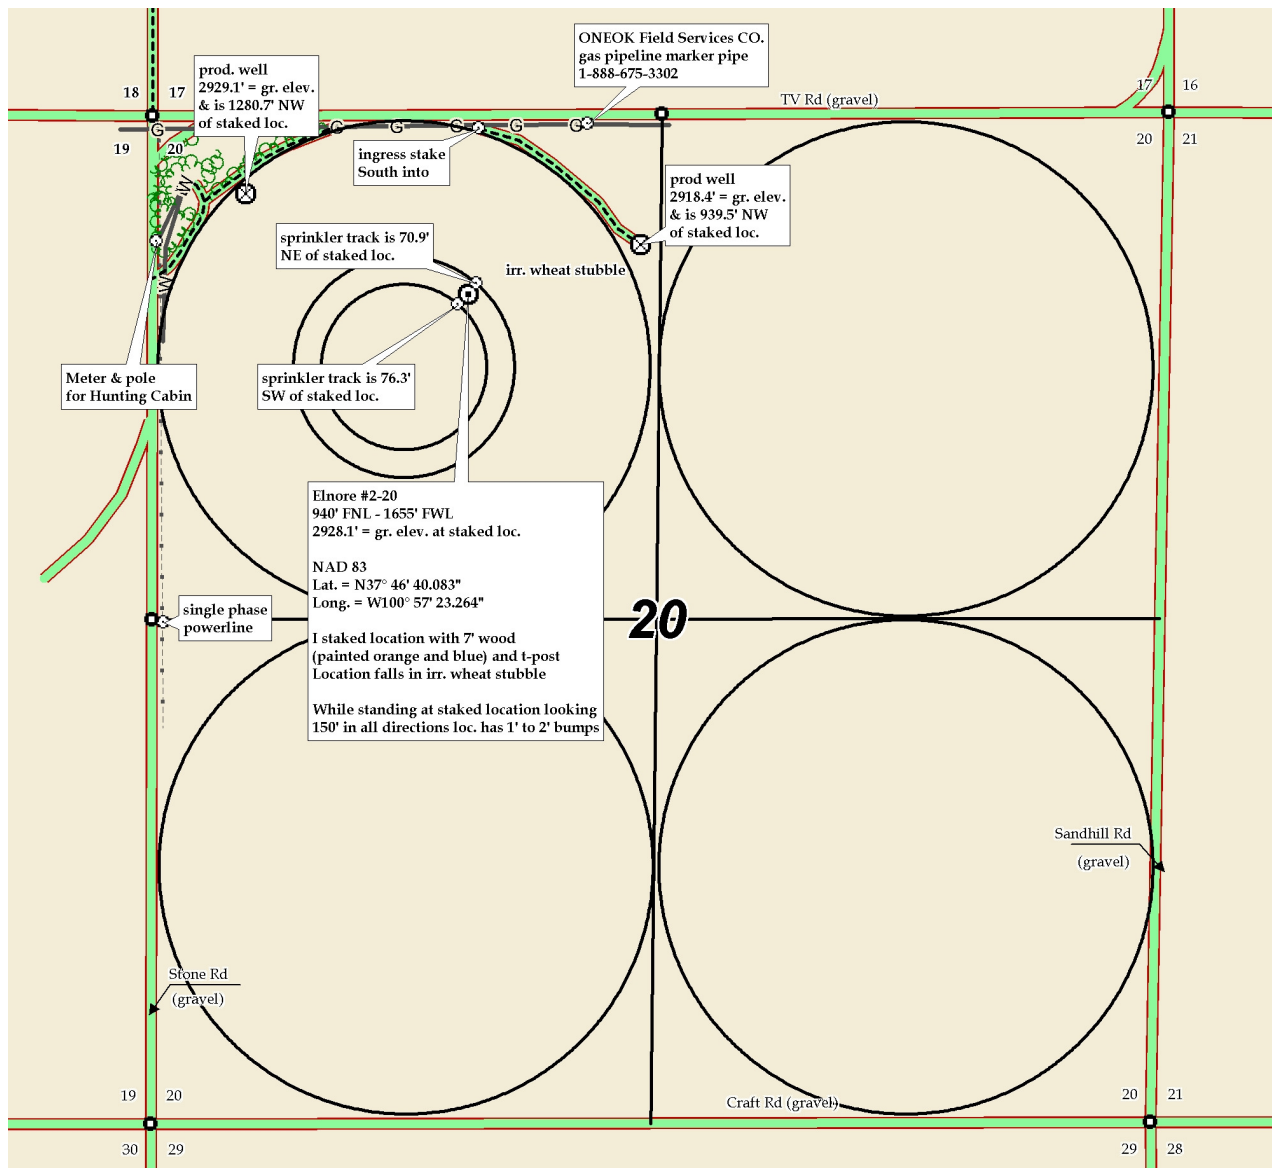 ONEOK Field Services CO.
gas pipeline marker pipe
1-888-675-3302
prod. well
2929.1' = gr. elev.
& is 1280.7' NW
of staked loc.
18 17
17 16
TV Rd (gravel)
G G G G G G
19 20
20 21
ingress stake
South into
prod well
2918.4' = gr. elev.
& is 939.5' NW
of staked loc.
W
sprinkler track is 70.9'
NE of staked loc.
irr. wheat stubble
W
sprinkler track is 76.3'
SW of staked loc.
Meter & pole
for Hunting Cabin
Elnore #2-20
940' FNL - 1655' FWL
2928.1' = gr. elev. at staked loc.
NAD 83
Lat. = N37° 46' 40.083"
Long. = W100° 57' 23.264"
I staked location with 7' wood
(painted orange and blue) and t-post
Location falls in irr. wheat stubble
While standing at staked location looking
150' in all directions loc. has 1' to 2' bumps
single phase
powerline
20
Sandhill Rd
(gravel)
Stone Rd
(gravel)
19 20
20 21
Craft Rd (gravel)
30 29
29 28